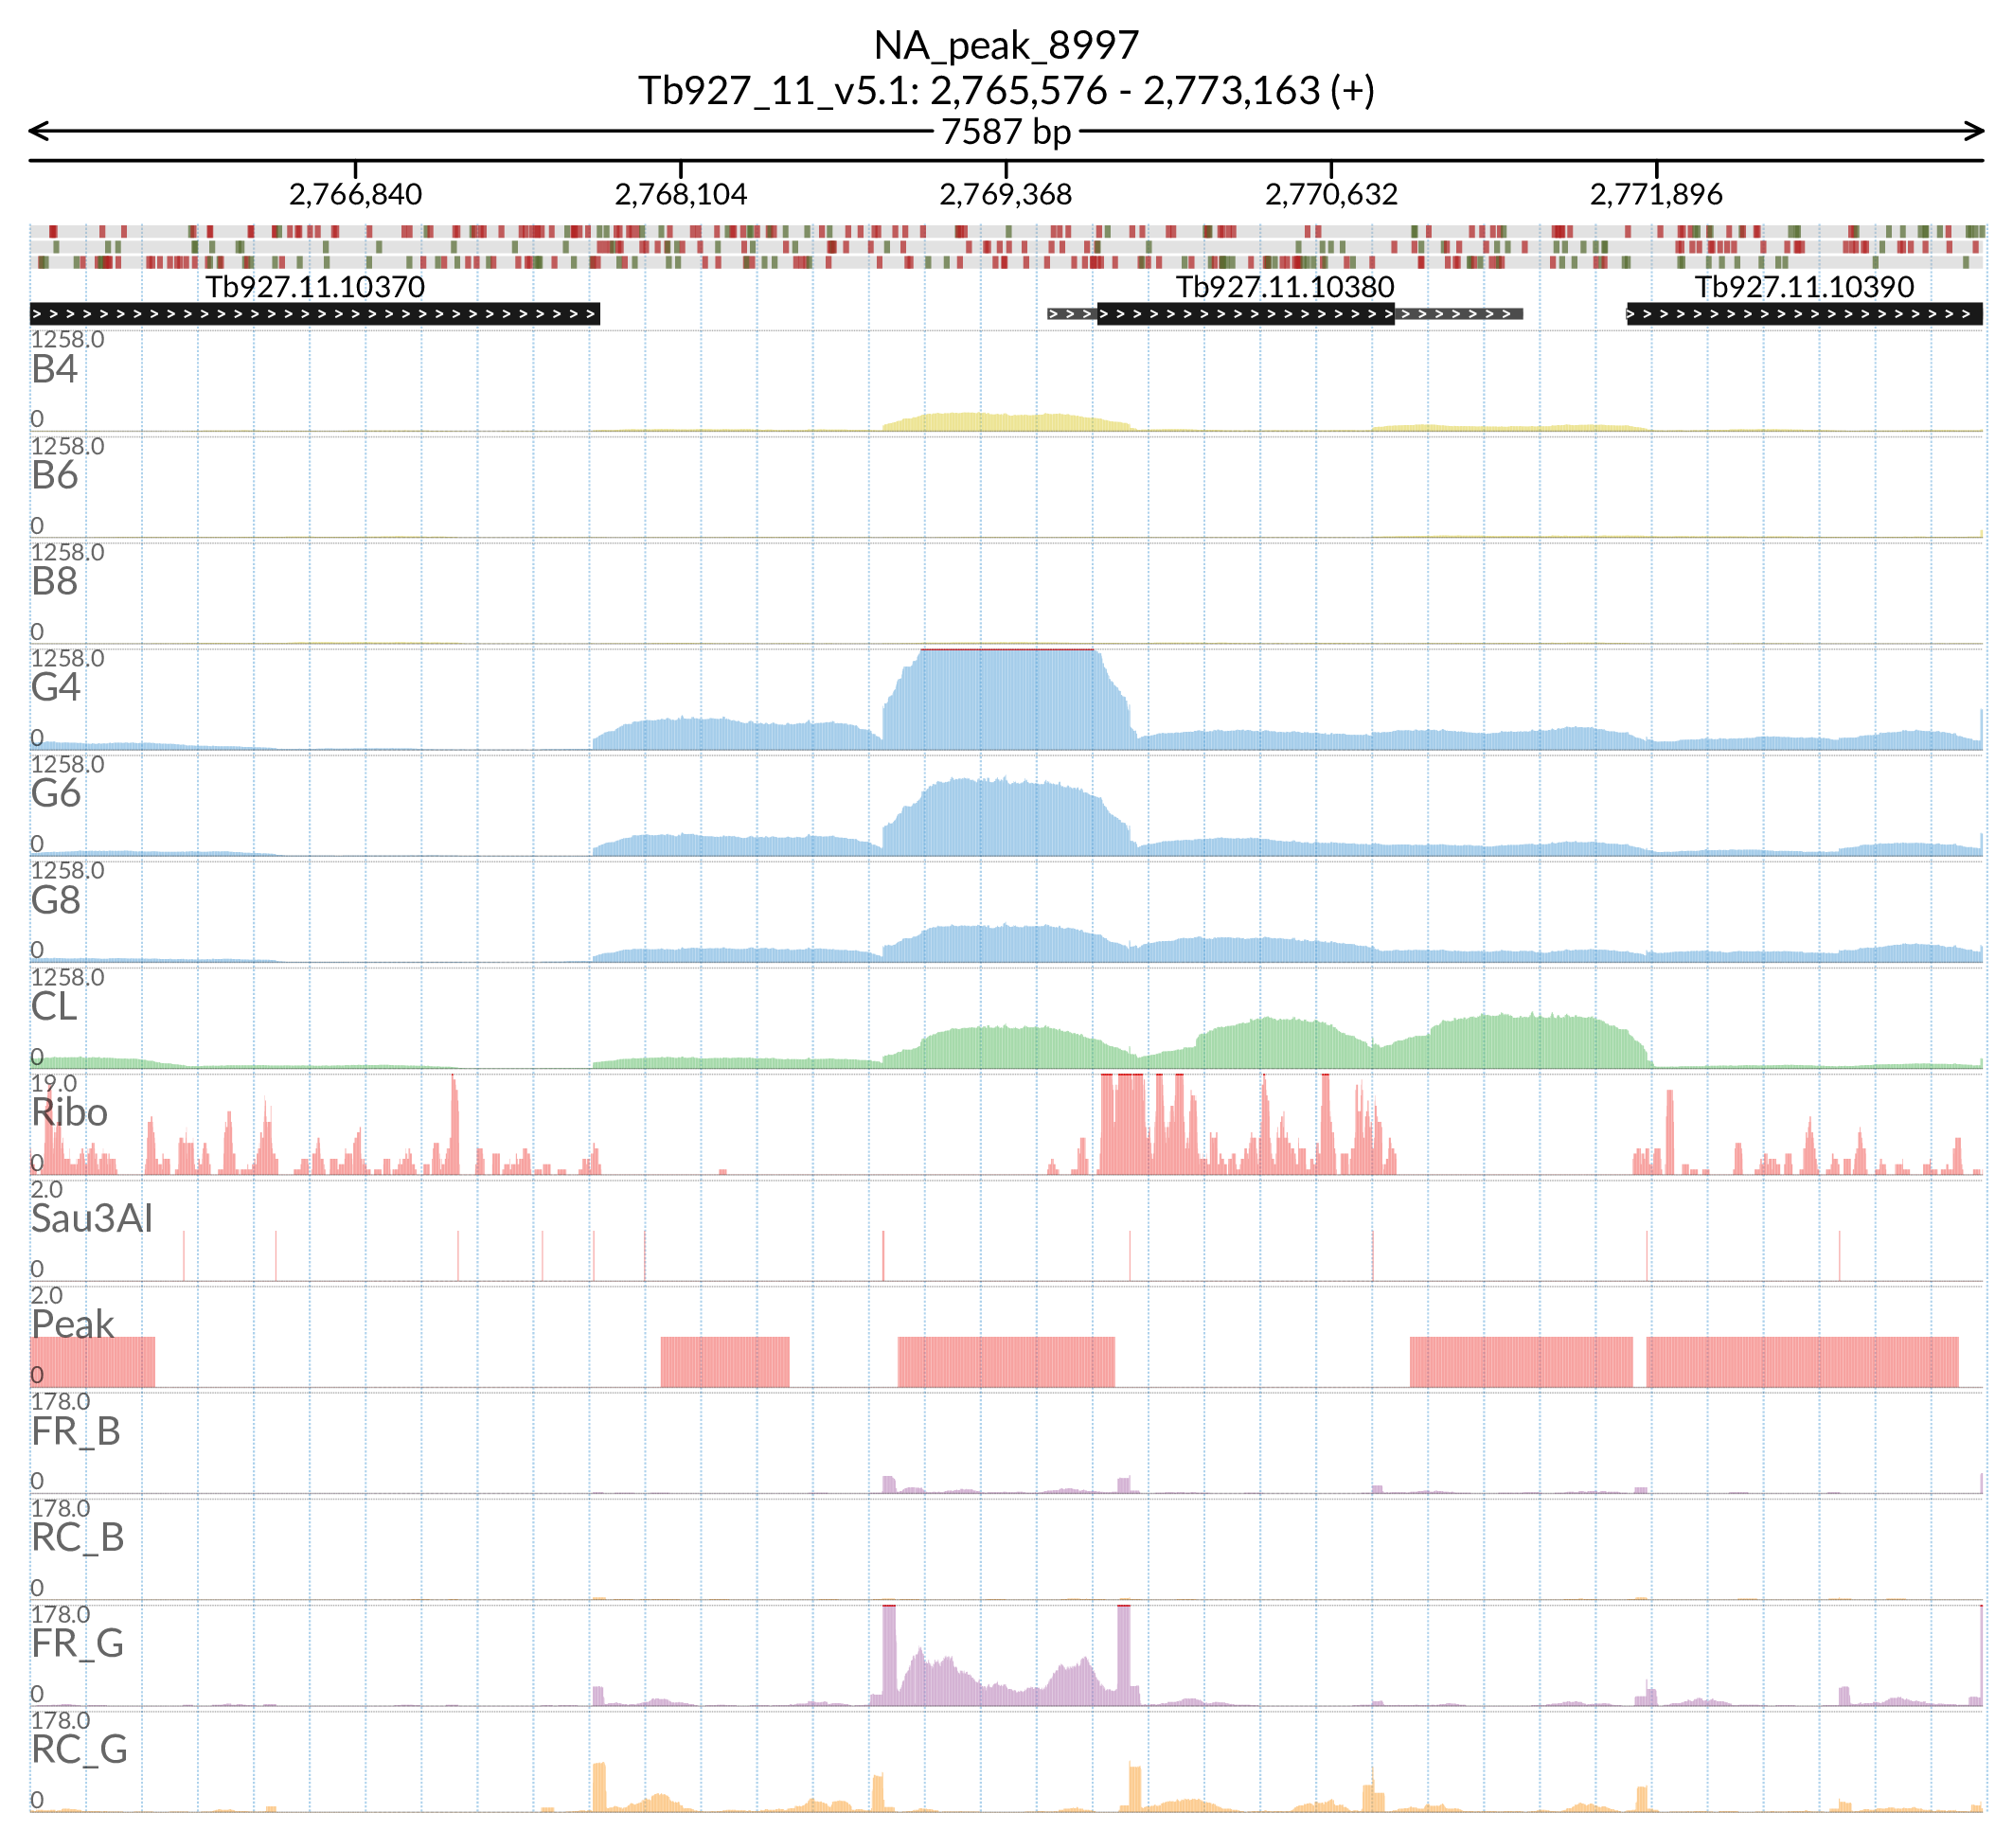 NA_peak_8997
Tb927_11_v5.1: 2,765,576 - 2,773,163 (+)
7587 bp
2,766,840 2,768,104 2,769,368 2,770,632 2,771,896
Tb927.11.10370 Tb927.11.10380 Tb927.11.10390
1258.0
B4
0
1258.0
B6
0
1258.0
B8
0
1258.0
G4
0
1258.0
G6
0
1258.0
G8
0
1258.0
CL
0
19.0
Ribo
0
2.0
Sau3AI
0
2.0
Peak
0
178.0
FR_B
0
178.0
RC_B
0
178.0
FR_G
0
178.0
RC_G
0